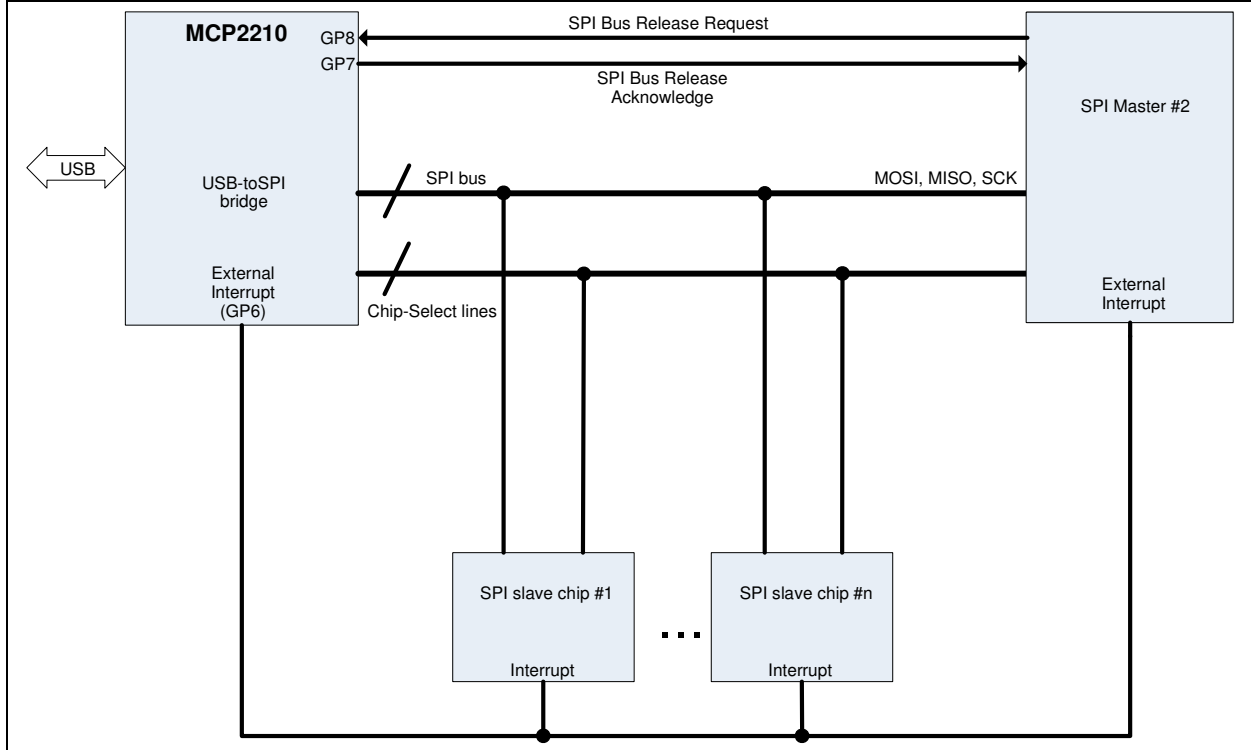 MCP2210
GP8
SPI Bus Release Request
GP7
SPI Bus Release
Acknowledge
SPI Master #2
USB
USB-toSPI
bridge
SPI bus
MOSI, MISO, SCK
External
Interrupt
(GP6)
Chip-Select lines
External
Interrupt
SPI slave chip #1
SPI slave chip #n
...
Interrupt
Interrupt